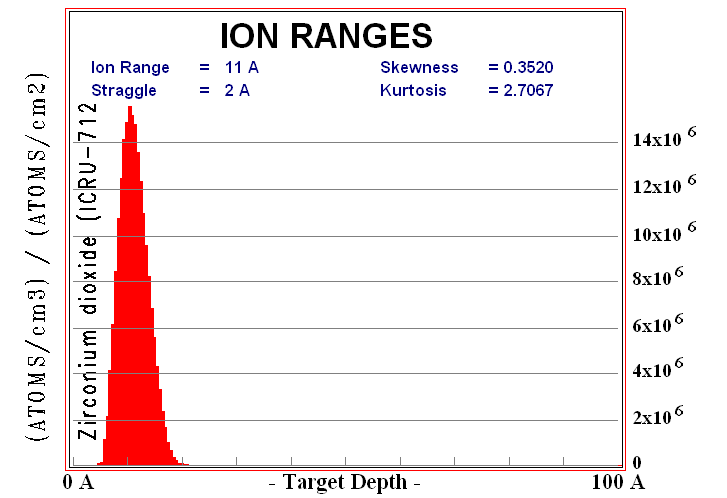 ION RANGES
Ion Range = 11 A Skewness = 0.3520
Straggle = 2 A Kurtosis = 2.7067
(ATOMS/cm3) / (ATOMS/cm2)
Zirconium dioxide (ICRU-712
14x10 6
12x10 6
10x10 6
8x10 6
6x10 6
4x10 6
2x10 6
0
0 A - Target Depth - 100 A